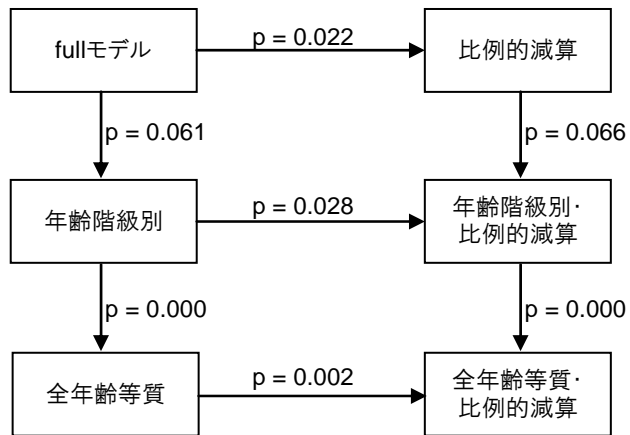 fullモデル
p = 0.022
比例的減算
p = 0.061
p = 0.066
年齢階級別
p = 0.028
年齢階級別・
比例的減算
p = 0.000
p = 0.000
全年齢等質
p = 0.002
全年齢等質・
比例的減算